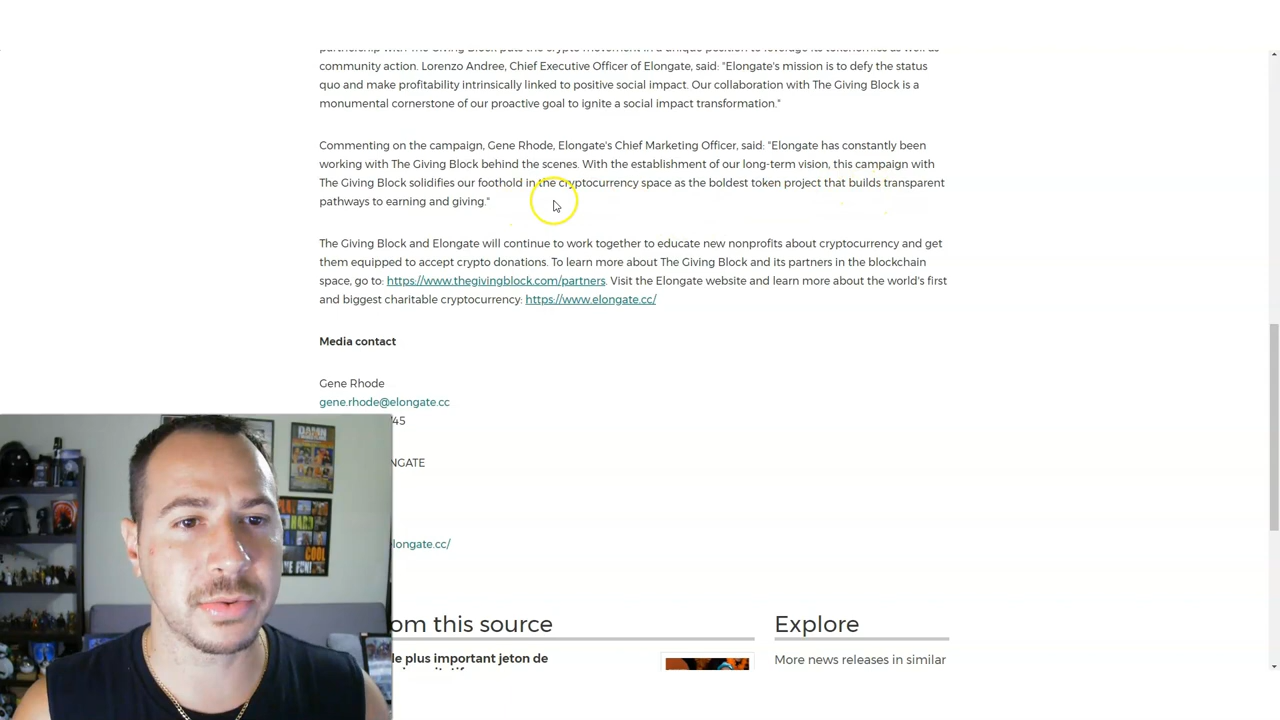 partnership with The Giving Block puts the crypto movement in a unique position to leverage its tokenomics as well as
community action. Lorenzo Andree, Chief Executive Officer of Elongate, said: "Elongate's mission is to defy the status
quo and make profitability intrinsically linked to positive social impact. Our collaboration with The Giving Block is a
monumental cornerstone of our proactive goal to ignite a social impact transformation."
Commenting on the campaign, Gene Rhode, Elongate's Chief Marketing Officer, said: "Elongate has constantly been
working with The Giving Block behind the scenes. With the establishment of our long-term vision, this campaign with
The Giving Block solidifies our foothold in the cryptocurrency space as the boldest token project that builds transparent
pathways to earning and giving."
The Giving Block and Elongate will continue to work together to educate new nonprofits about cryptocurrency and get
them equipped to accept crypto donations. To learn more about The Giving Block and its partners in the blockchain
space, go to: https://www.thegivingblock.com/partners. Visit the Elongate website and learn more about the world's first
and biggest charitable cryptocurrency: https://www.elongate.cc/
Media contact
Gene Rhode
gene.rhode@elongate.cc
45
NGATE
longate.cc/
om this source
Explore
le plus important jeton de
More news releases in similar
DAMN
HARD
COOL